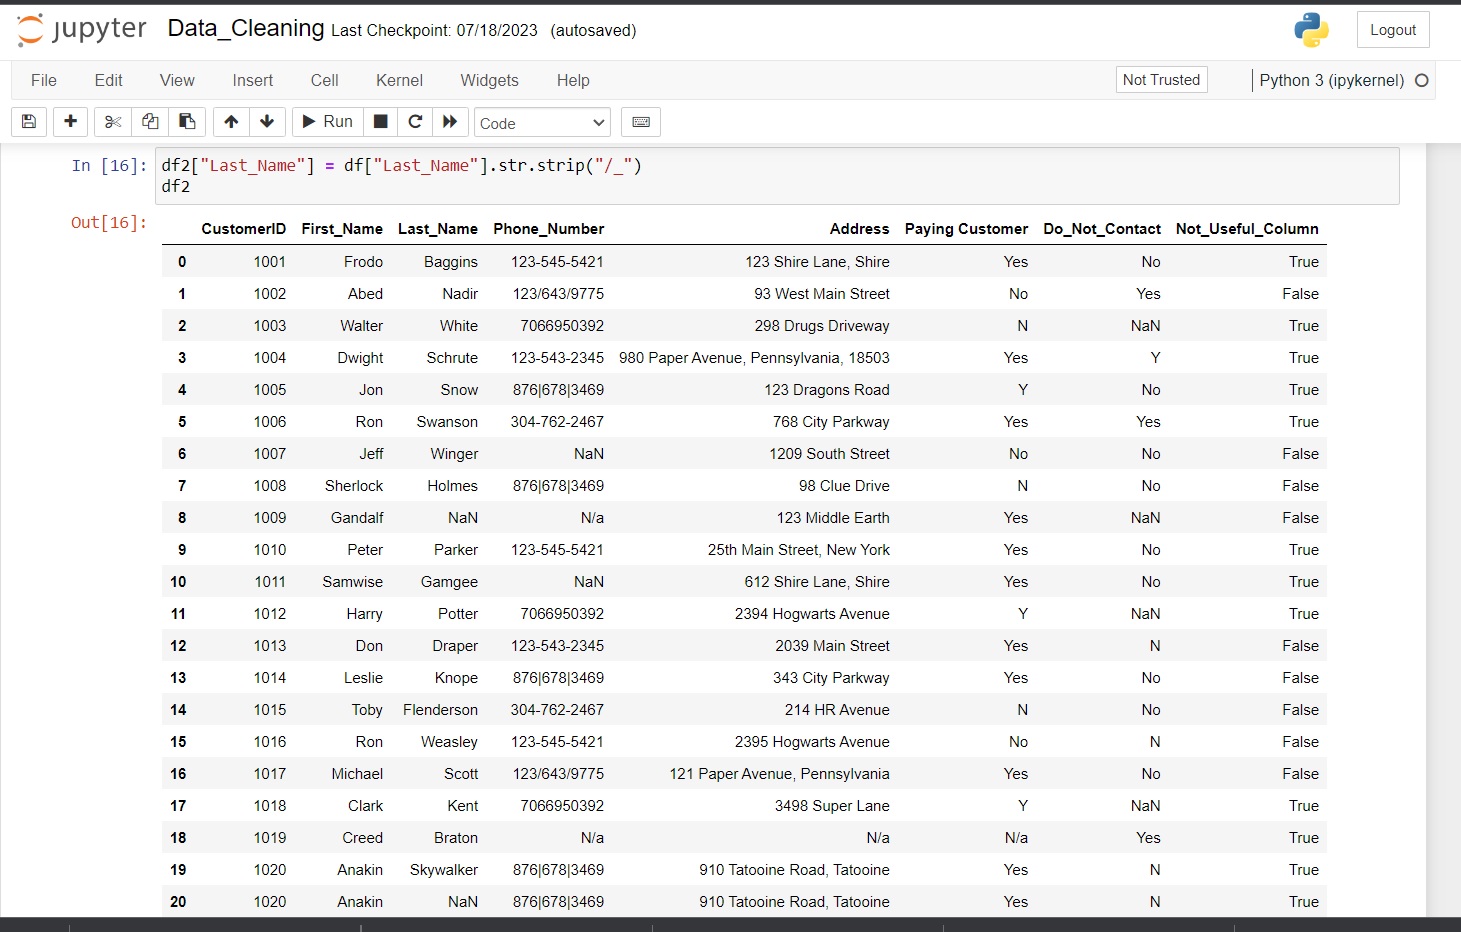 jupyter Data_Cleaning Last Checkpoint: 07/18/2023 (autosaved) Logout
File Edit View Insert Cell Kernel Widgets Help Not Trusted Python 3 (ipykernel)
Run Code
In [16]: df2["Last_Name"] = df["Last_Name"].str.strip("/_")
df2
Out[16]:
CustomerID First_Name Last_Name Phone_Number Address Paying Customer Do_Not_Contact Not_Useful_Column
0 1001 Frodo Baggins 123-545-5421 123 Shire Lane, Shire Yes No True
1 1002 Abed Nadir 123/643/9775 93 West Main Street No Yes False
2 1003 Walter White 7066950392 298 Drugs Driveway N NaN True
3 1004 Dwight Schrute 123-543-2345 980 Paper Avenue, Pennsylvania, 18503 Yes Y True
4 1005 Jon Snow 876|678|3469 123 Dragons Road Y No True
5 1006 Ron Swanson 304-762-2467 768 City Parkway Yes Yes True
6 1007 Jeff Winger NaN 1209 South Street No No False
7 1008 Sherlock Holmes 876|678|3469 98 Clue Drive N No False
8 1009 Gandalf NaN N/a 123 Middle Earth Yes NaN False
9 1010 Peter Parker 123-545-5421 25th Main Street, New York Yes No True
10 1011 Samwise Gamgee NaN 612 Shire Lane, Shire Yes No True
11 1012 Harry Potter 7066950392 2394 Hogwarts Avenue Y NaN True
12 1013 Don Draper 123-543-2345 2039 Main Street Yes N False
13 1014 Leslie Knope 876|678|3469 343 City Parkway Yes No False
14 1015 Toby Flenderson 304-762-2467 214 HR Avenue N No False
15 1016 Ron Weasley 123-545-5421 2395 Hogwarts Avenue No N False
16 1017 Michael Scott 123/643/9775 121 Paper Avenue, Pennsylvania Yes No False
17 1018 Clark Kent 7066950392 3498 Super Lane Y NaN True
18 1019 Creed Braton N/a N/a N/a Yes True
19 1020 Anakin Skywalker 876|678|3469 910 Tatooine Road, Tatooine Yes N True
20 1020 Anakin NaN 876|678|3469 910 Tatooine Road, Tatooine Yes N True